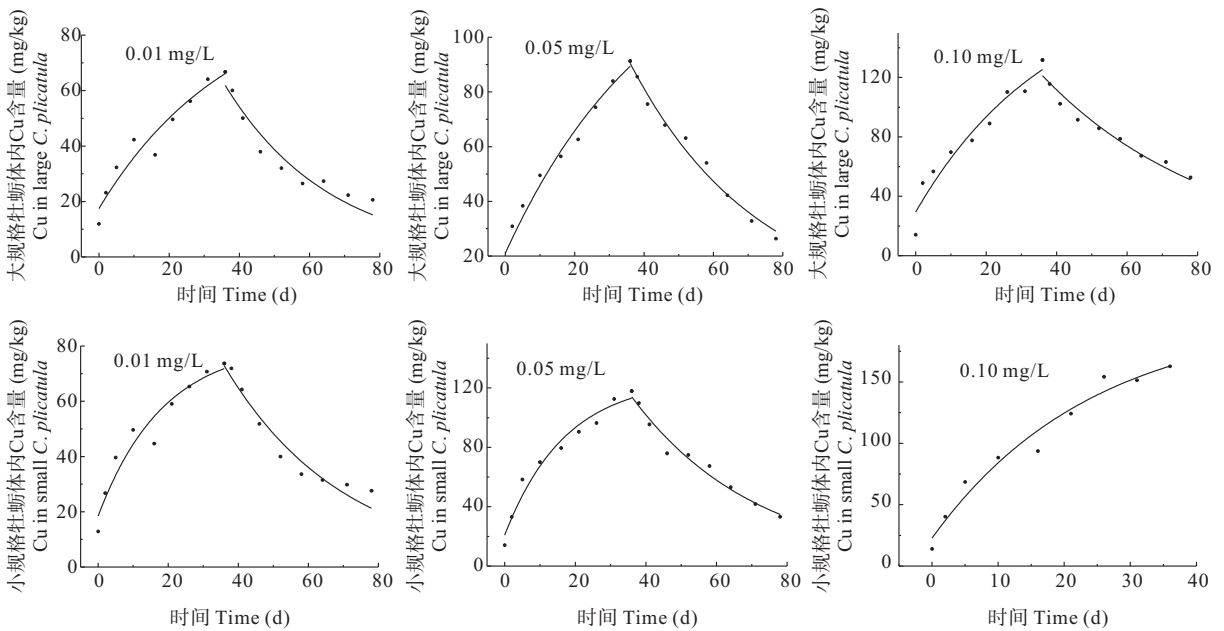 大规格牡蛎体内Cu含量 (mg/kg)
Cu in large C. plicatula
80
60
40
20
0
0.01 mg/L
0 20 40 60 80
时间 Time (d)
大规格牡蛎体内Cu含量 (mg/kg)
Cu in large C. plicatula
100
80
60
40
20
0.05 mg/L
0 20 40 60 80
时间 Time (d)
大规格牡蛎体内Cu含量 (mg/kg)
Cu in large C. plicatula
120
80
40
0
0.10 mg/L
0 20 40 60 80
时间 Time (d)
小规格牡蛎体内Cu含量 (mg/kg)
Cu in small C. plicatula
80
60
40
20
0
0.01 mg/L
0 20 40 60 80
时间 Time (d)
小规格牡蛎体内Cu含量 (mg/kg)
Cu in small C. plicatula
120
80
40
0
0.05 mg/L
0 20 40 60 80
时间 Time (d)
小规格牡蛎体内Cu含量 (mg/kg)
Cu in small C. plicatula
150
100
50
0
0.10 mg/L
0 10 20 30 40
时间 Time (d)